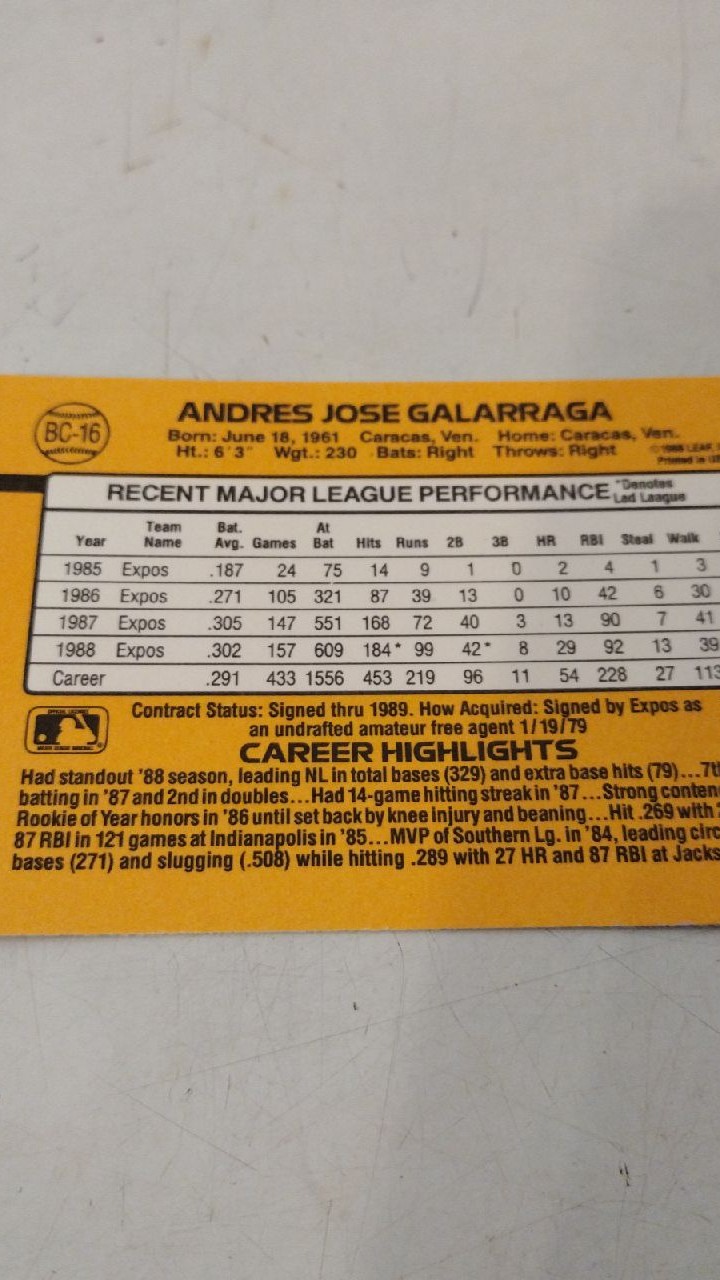 BC-16
ANDRES JOSE GALARRAGA
Born: June 18, 1961 Caracas, Ven. Home: Caracas, Ven.
Ht.: 6'3" Wgt.: 230 Bats: Right Throws: Right
Printed in
RECENT MAJOR LEAGUE PERFORMANCE *Denotes Led League
Year Team Name Bat. Avg. Games At Bat Hits Runs 2B 3B HR RBI Steal Walk
1985 Expos .187 24 75 14 9 1 0 2 4 1 3
1986 Expos .271 105 321 87 39 13 0 10 42 6 30
1987 Expos .305 147 551 168 72 40 3 13 90 7 41
1988 Expos .302 157 609 184* 99 42* 8 29 92 13 39
Career .291 433 1556 453 219 96 11 54 228 27 113
Contract Status: Signed thru 1989. How Acquired: Signed by Expos as
an undrafted amateur free agent 1/19/79
CAREER HIGHLIGHTS
Had standout '88 season, leading NL in total bases (329) and extra base hits (79)...7t
batting in '87 and 2nd in doubles...Had 14-game hitting streak in '87...Strong conten
Rookie of Year honors in '86 until set back by knee injury and beaning...Hit .269 with
87 RBI in 121 games at Indianapolis in '85...MVP of Southern Lg. in '84, leading circ
bases (271) and slugging (.508) while hitting .289 with 27 HR and 87 RBI at Jacks